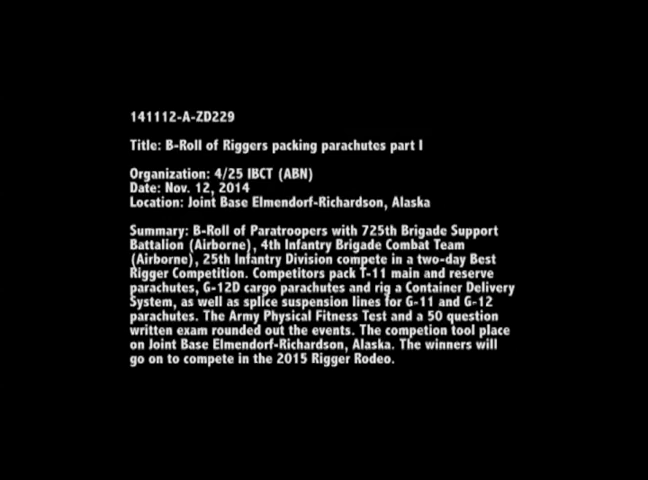 141112-A-ZD229
Title: B-Roll of Riggers packing parachutes part I
Organization: 4/25 IBCT (ABN)
Date: Nov. 12, 2014
Location: Joint Base Elmendorf-Richardson, Alaska
Summary: B-Roll of Paratroopers with 725th Brigade Support
Battalion (Airborne), 4th Infantry Brigade Combat Team
(Airborne), 25th Infantry Division compete in a two-day Best
Rigger Competition. Competitors pack T-11 main and reserve
parachutes, G-12D cargo parachutes and rig a Container Delivery
System, as well as splice suspension lines for G-11 and G-12
parachutes. The Army Physical Fitness Test and a 50 question
written exam rounded out the events. The competion tool place
on Joint Base Elmendorf-Richardson, Alaska. The winners will
go on to compete in the 2015 Rigger Rodeo.